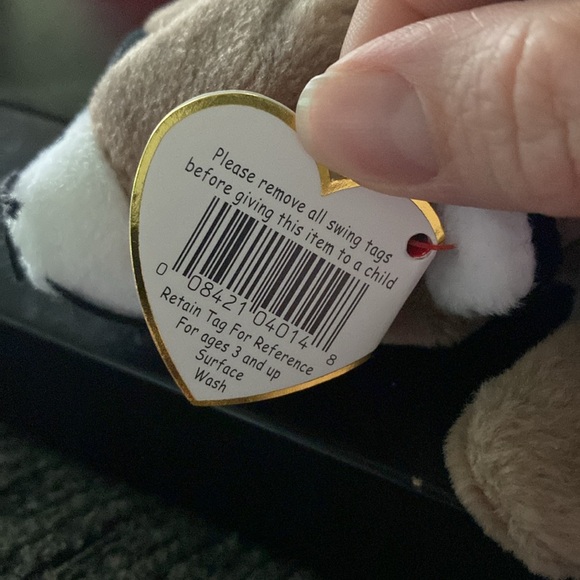 Please remove all swing tags
before giving this item to a child
0 08421 04014 8
Retain Tag For Reference
For ages 3 and up
Surface
Wash